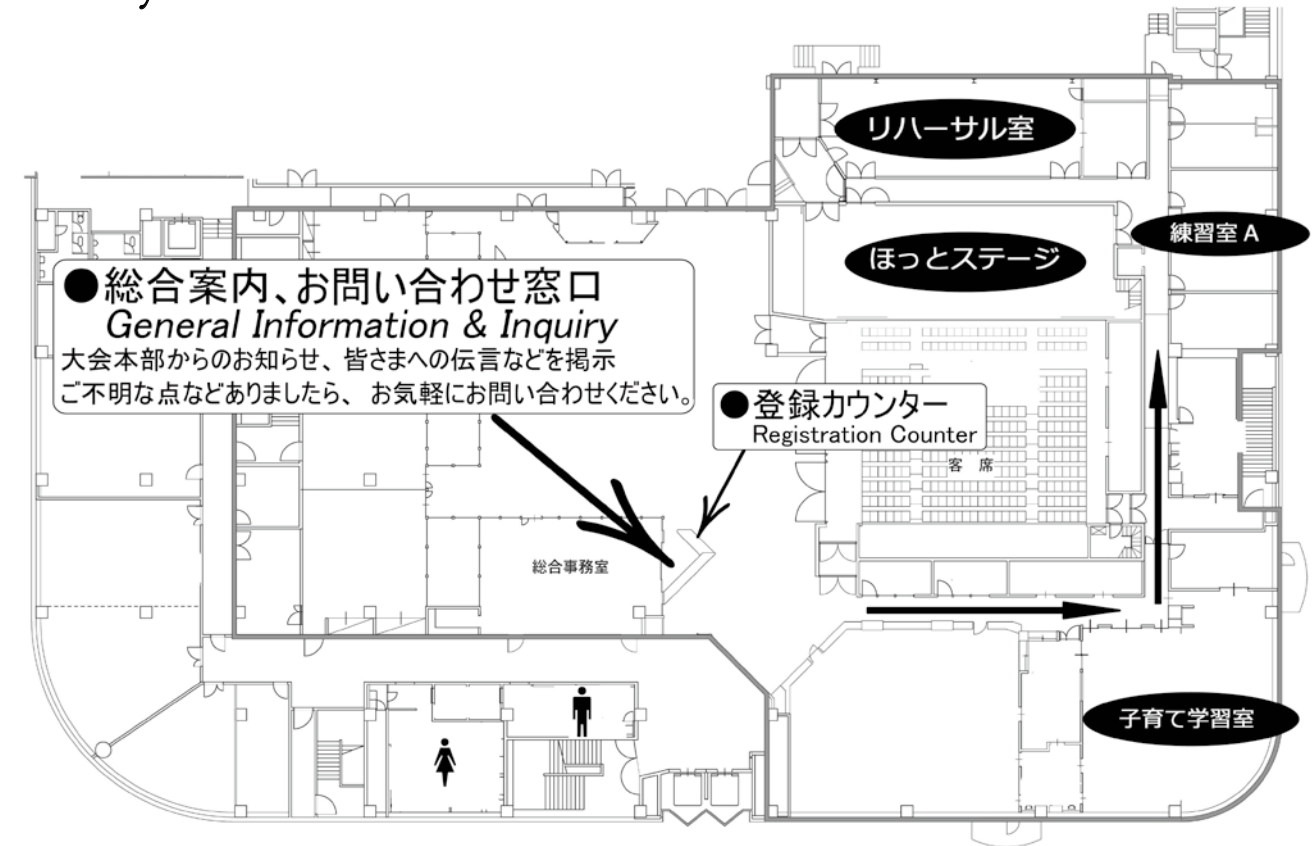 リハーサル室
練習室 A
ほっとステージ
●総合案内、お問い合わせ窓口
General Information & Inquiry
大会本部からのお知らせ、皆さまへの伝言などを掲示
ご不明な点などありましたら、 お気軽にお問い合わせください。
●登録カウンター
Registration Counter
客 席
総合事務室
子育て学習室